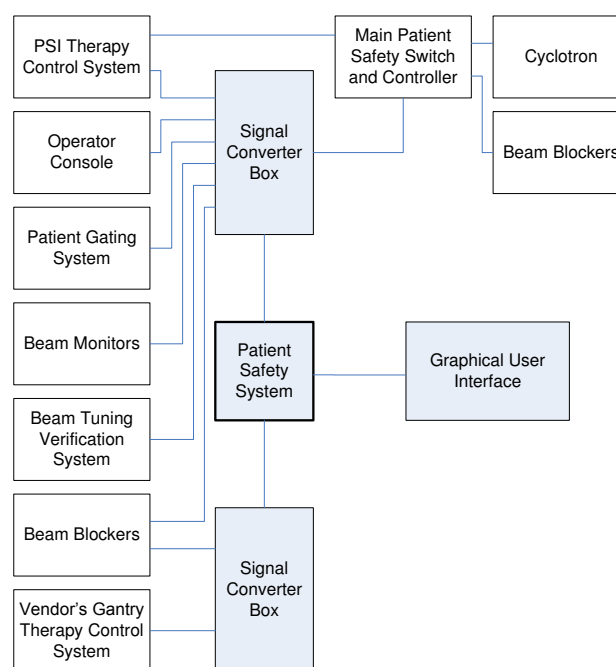 PSI Therapy
Control System
Main Patient
Safety Switch
and Controller
Cyclotron
Operator
Console
Signal
Converter
Box
Beam Blockers
Patient Gating
System
Beam Monitors
Patient
Safety
System
Graphical User
Interface
Beam Tuning
Verification
System
Beam Blockers
Signal
Converter
Box
Vendor's Gantry
Therapy Control
System